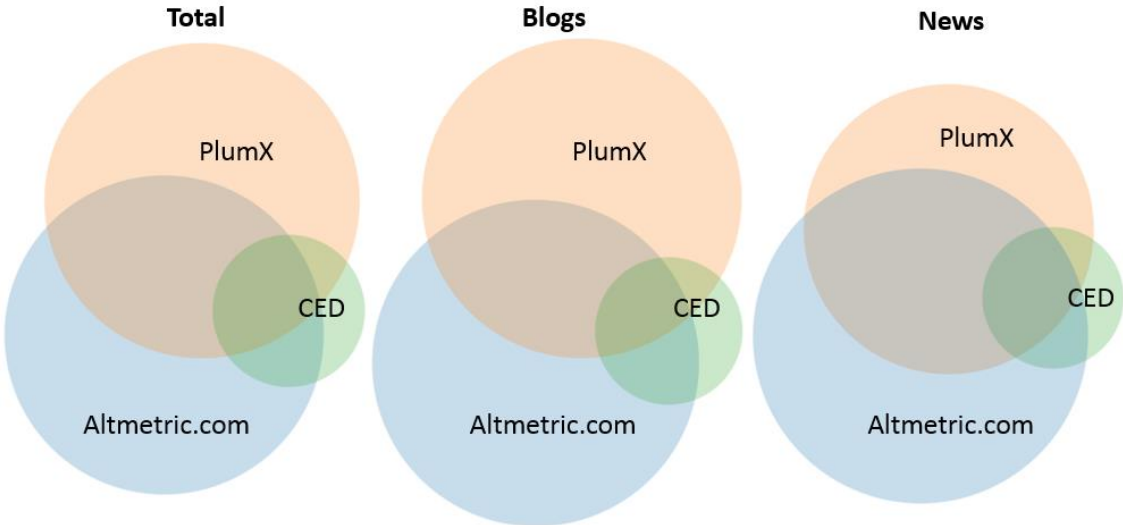 Total
PlumX
CED
Altmetric.com
Blogs
PlumX
CED
Altmetric.com
News
PlumX
CED
Altmetric.com